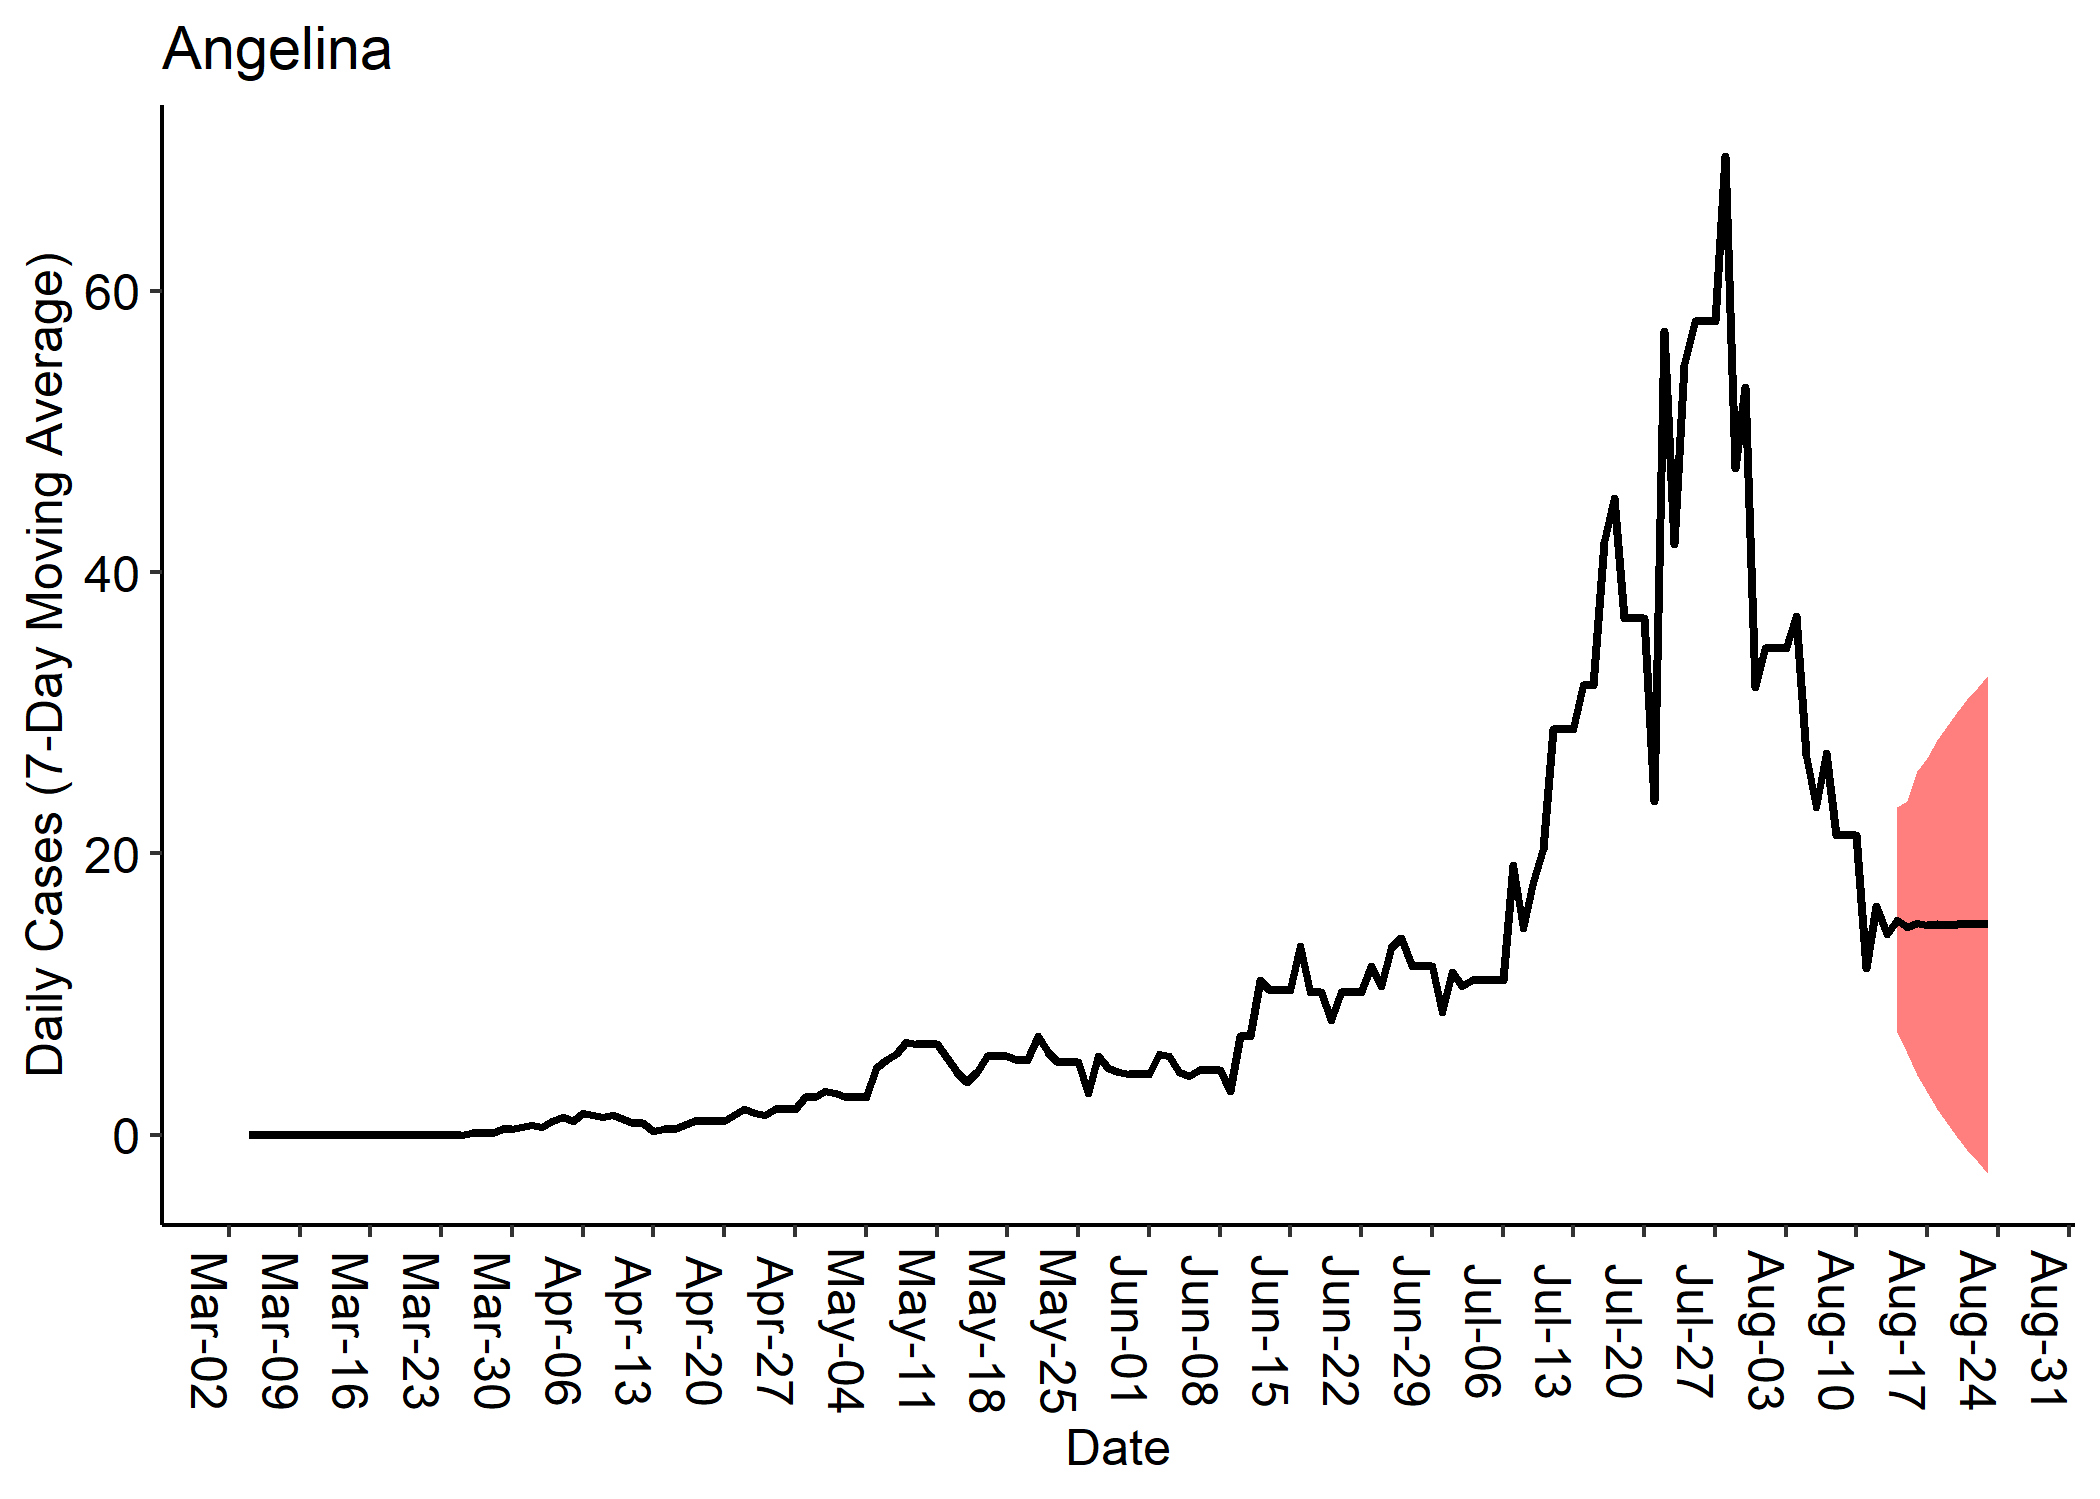 Angelina
Daily Cases (7-Day Moving Average)
60
40
20
0
Mar-02
Mar-09
Mar-16
Mar-23
Mar-30
Apr-06
Apr-13
Apr-20
Apr-27
May-04
May-11
May-18
May-25
Jun-01
Jun-08
Jun-15
Jun-22
Jun-29
Jul-06
Jul-13
Jul-20
Jul-27
Aug-03
Aug-10
Aug-17
Aug-24
Aug-31
Date